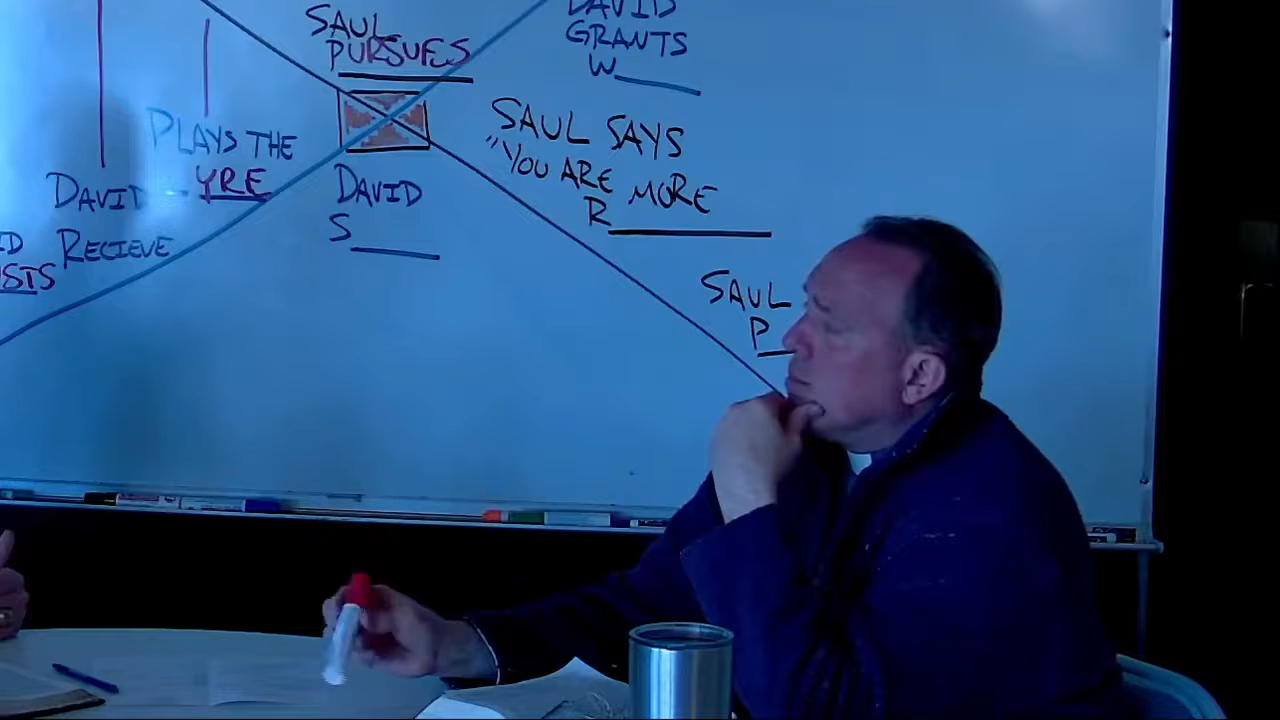 SAUL
PURSUES
DAVID
GRANTS
W
SAUL SAYS
"YOU ARE MORE
R
PLAYS THE
YRE
DAVID
RECIEVE
DAVID
S
SAUL
P